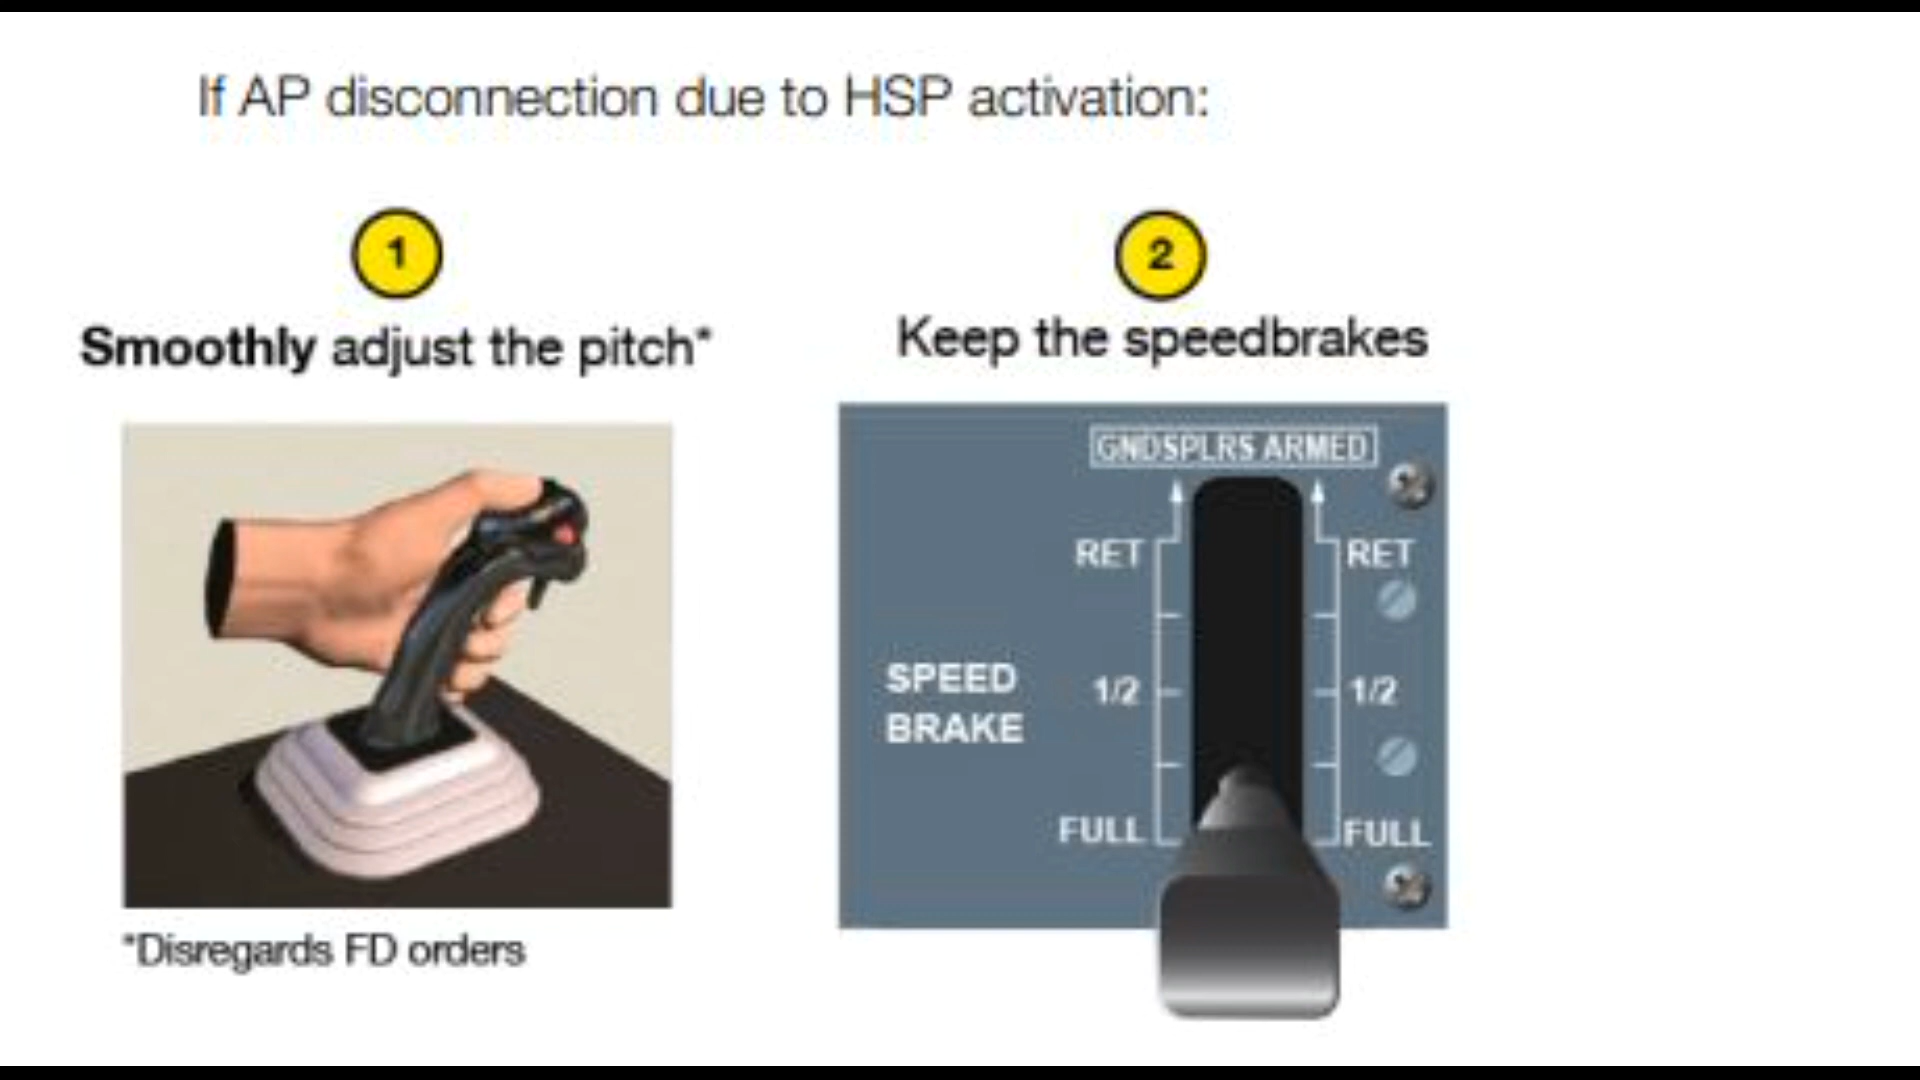 If AP disconnection due to HSP activation:
1
Smoothly adjust the pitch*
*Disregards FD orders
2
Keep the speedbrakes
GNDSPLRS ARMED
RET RET
SPEED
BRAKE
1/2 1/2
FULL FULL